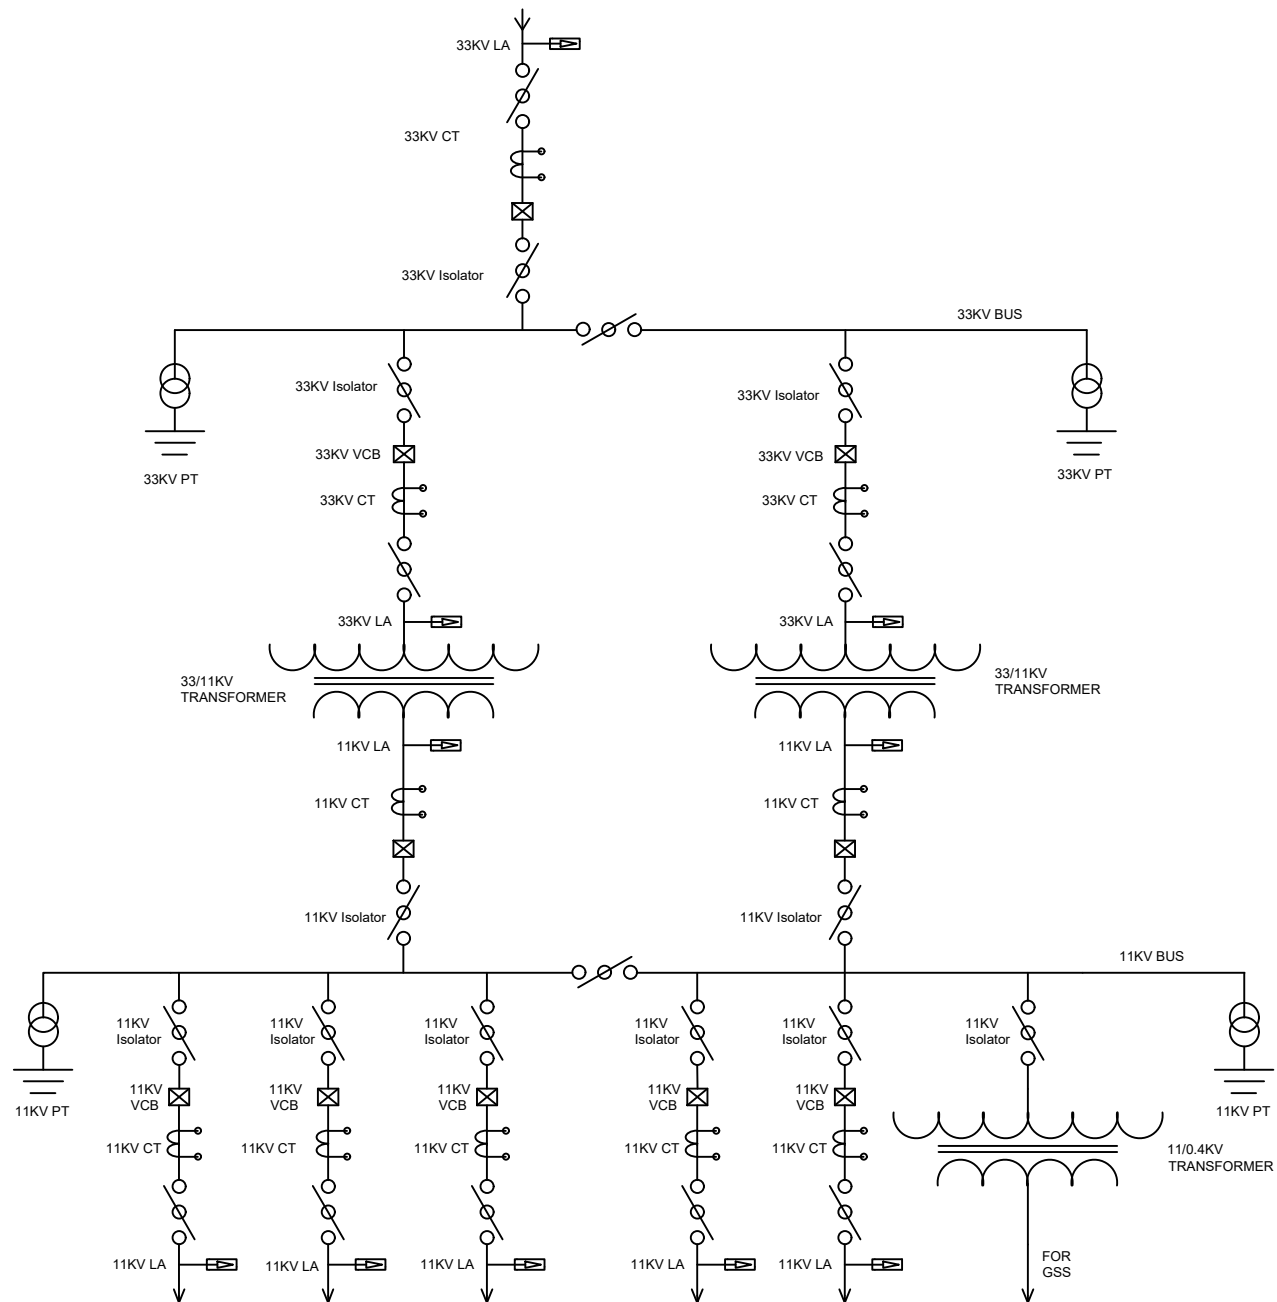 33KV LA
33KV CT
33KV Isolator
33KV BUS
33KV Isolator
33KV Isolator
33KV VCB
33KV VCB
33KV PT
33KV PT
33KV CT
33KV CT
33KV LA
33KV LA
33/11KV
TRANSFORMER
33/11KV
TRANSFORMER
11KV LA
11KV LA
11KV CT
11KV CT
11KV Isolator
11KV Isolator
11KV BUS
11KV
Isolator
11KV
Isolator
11KV
Isolator
11KV
Isolator
11KV
Isolator
11KV
Isolator
11KV PT
11KV
VCB
11KV
VCB
11KV
VCB
11KV
VCB
11KV
VCB
11KV PT
11KV CT
11KV CT
11KV CT
11KV CT
11KV CT
11/0.4KV
TRANSFORMER
11KV LA
11KV LA
11KV LA
11KV LA
11KV LA
FOR
GSS